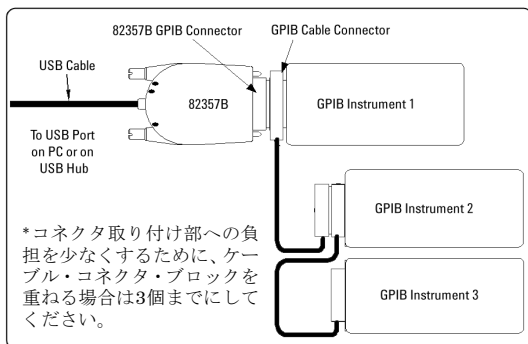 82357B GPIB Connector
GPIB Cable Connector
USB Cable
82357B
GPIB Instrument 1
To USB Port
on PC or on
USB Hub
GPIB Instrument 2
*コネクタ取り付け部への負
担を少なくするために、ケー
ブル・コネクタ・ブロックを
重ねる場合は3個までにして
ください。
GPIB Instrument 3